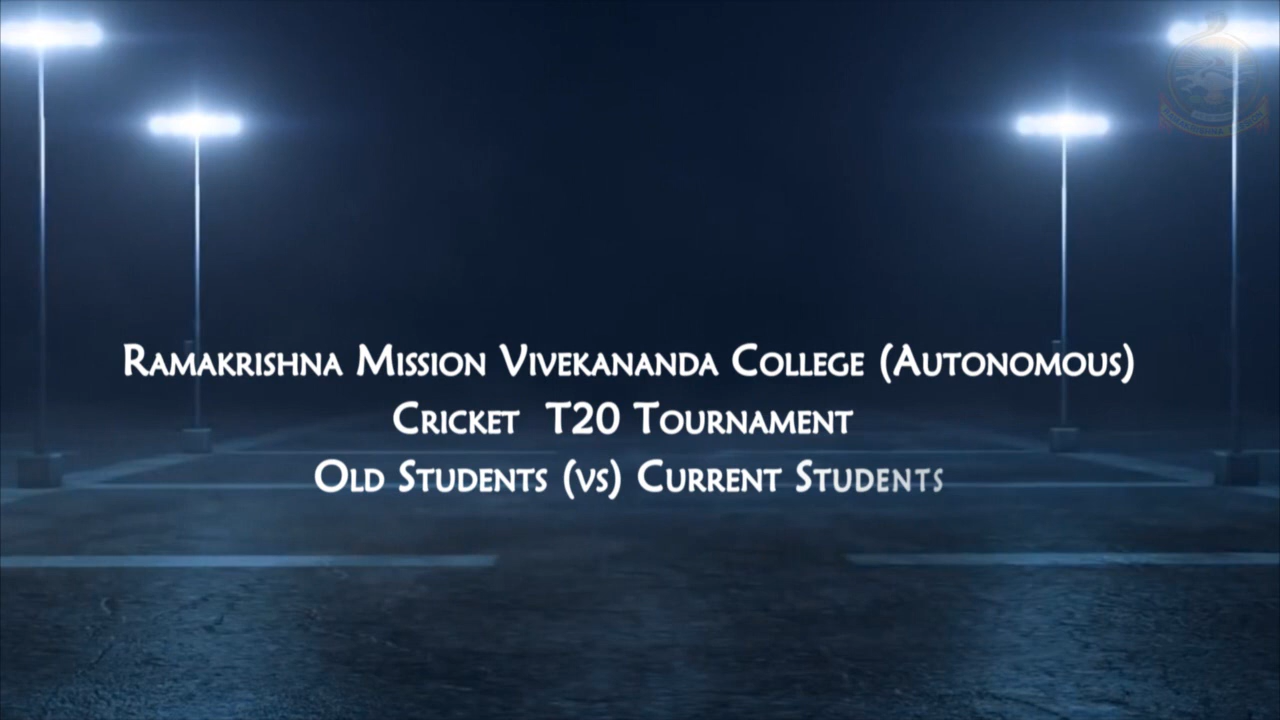 Ramakrishna Mission Vivekananda College (Autonomous)
Cricket T20 Tournament
Old Students (vs) Current Students